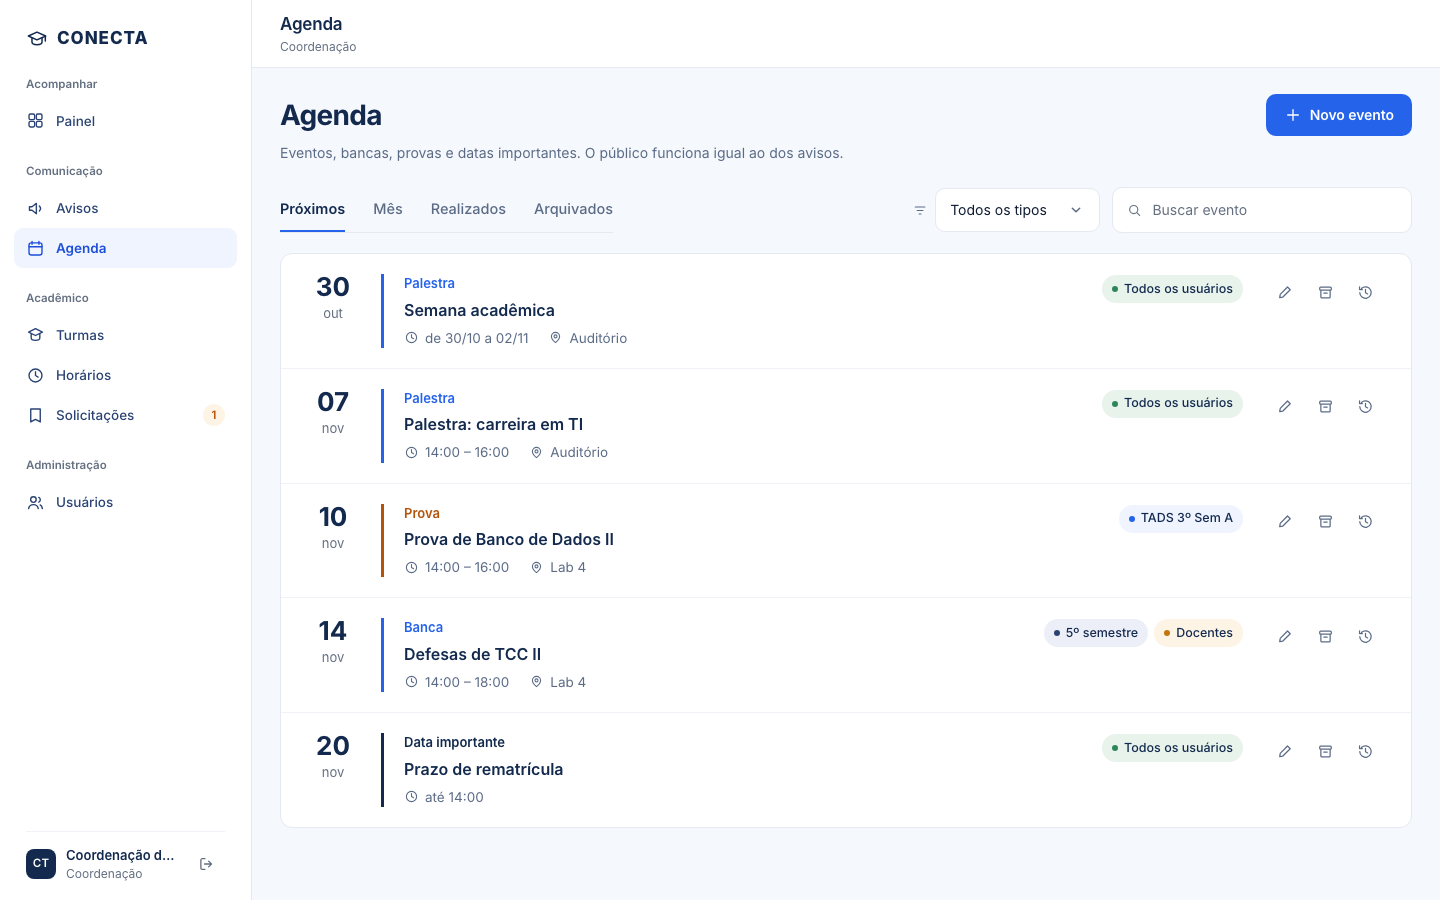 CONECTA
Acompanhar
Painel
Comunicação
Avisos
Agenda
Acadêmico
Turmas
Horários
Solicitações 1
Administração
Usuários
CT
Coordenação d...
Coordenação
Agenda
Coordenação
Agenda
Novo evento
Eventos, bancas, provas e datas importantes. O público funciona igual ao dos avisos.
Próximos Mês Realizados Arquivados
Todos os tipos
Buscar evento
30
out
Palestra
Semana acadêmica
de 30/10 a 02/11 Auditório
Todos os usuários
07
nov
Palestra
Palestra: carreira em TI
14:00 – 16:00 Auditório
Todos os usuários
10
nov
Prova
Prova de Banco de Dados II
14:00 – 16:00 Lab 4
TADS 3º Sem A
14
nov
Banca
Defesas de TCC II
14:00 – 18:00 Lab 4
5º semestre Docentes
20
nov
Data importante
Prazo de rematrícula
até 14:00
Todos os usuários